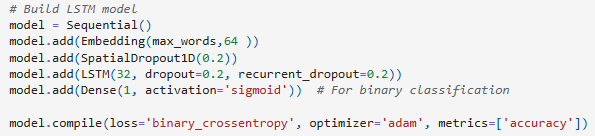 # Build LSTM model
model = Sequential()
model.add(Embedding(max_words,64 ))
model.add(SpatialDropout1D(0.2))
model.add(LSTM(32, dropout=0.2, recurrent_dropout=0.2))
model.add(Dense(1, activation='sigmoid'))  # For binary classification
model.compile(loss='binary_crossentropy', optimizer='adam', metrics=['accuracy'])